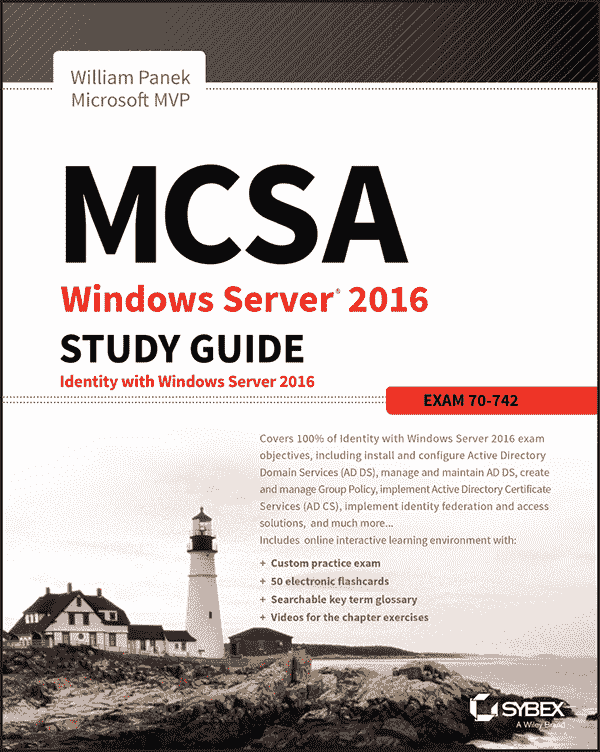 William Panek
Microsoft MVP
MCSA
Windows Server® 2016
STUDY GUIDE
Identity with Windows Server 2016
EXAM 70-742
Covers 100% of Identity with Windows Server 2016 exam
objectives, including install and configure Active Directory
Domain Services (AD DS), manage and maintain AD DS, create
and manage Group Policy, implement Active Directory Certificate
Services (AD CS), implement identity federation and access
solutions, and much more...
Includes online interactive learning environment with:
+ Custom practice exam
+ 50 electronic flashcards
+ Searchable key term glossary
+ Videos for the chapter exercises
SYBEX
A Wiley Brand